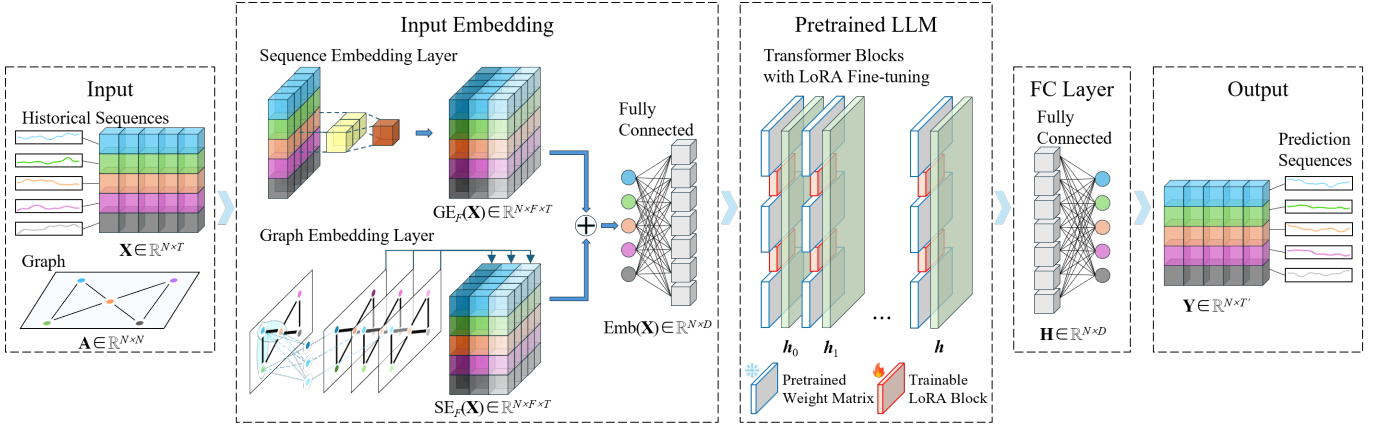 Input
Historical Sequences
X∈ℝ^{N×T}
Graph
A∈ℝ^{N×N}
Input Embedding
Sequence Embedding Layer
GE_F(X)∈ℝ^{N×F×T}
Graph Embedding Layer
SE_F(X)∈ℝ^{N×F×T}
Fully
Connected
Emb(X)∈ℝ^{N×D}
Pretrained LLM
Transformer Blocks
with LoRA Fine-tuning
...
h_0
h_1
h
Pretrained
Weight Matrix
Trainable
LoRA Block
FC Layer
Fully
Connected
H∈ℝ^{N×D}
Output
Prediction
Sequences
Y∈ℝ^{N×T′}